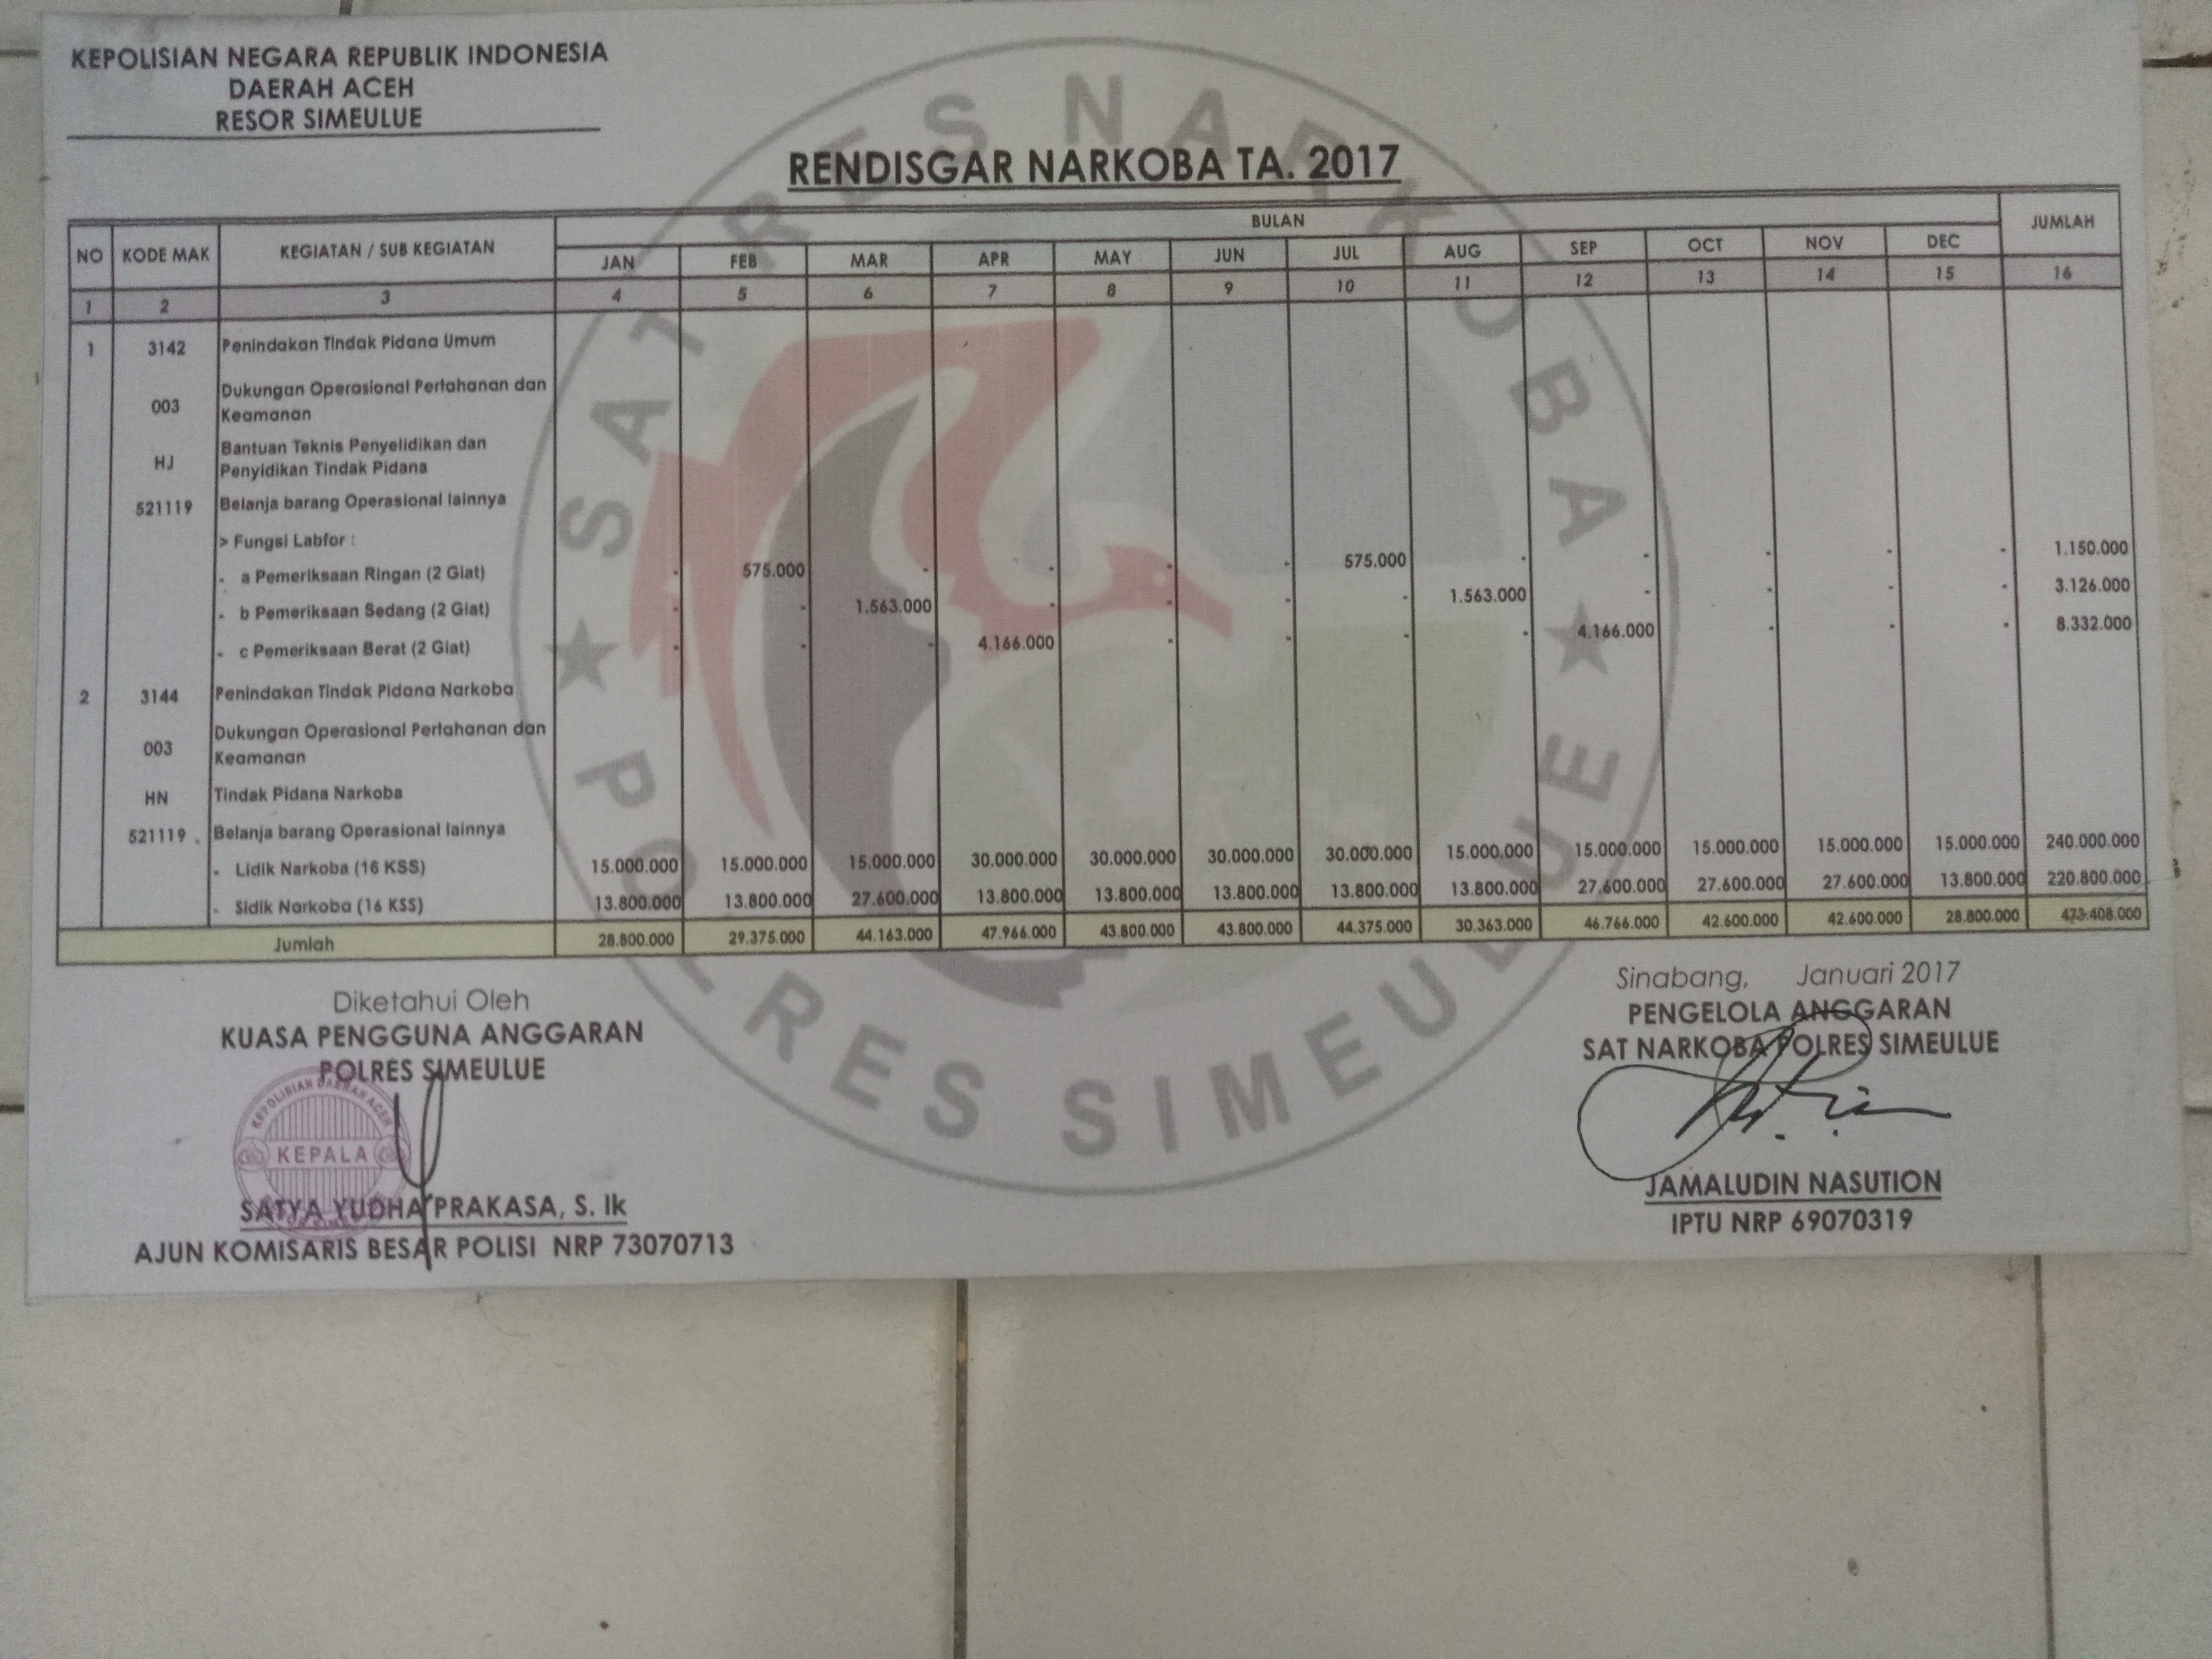 KEPOLISIAN NEGARA REPUBLIK INDONESIA
DAERAH ACEH
RESOR SIMEULUE
RENDISGAR NARKOBA TA. 2017
NO KODE MAK KEGIATAN / SUB KEGIATAN BULAN JUMLAH
JAN FEB MAR APR MAY JUN JUL AUG SEP OCT NOV DEC
1 2 3 4 5 6 7 8 9 10 11 12 13 14 15 16
1 3142 Penindakan Tindak Pidana Umum
003 Dukungan Operasional Pertahanan dan
Keamanan
HJ Bantuan Teknis Penyelidikan dan
Penyidikan Tindak Pidana
521119 Belanja barang Operasional lainnya
> Fungsi Labfor :
- a Pemeriksaan Ringan (2 Giat) - 575.000 - - - - 575.000 - - - - - 1.150.000
- b Pemeriksaan Sedang (2 Giat) - - 1.563.000 - - - - 1.563.000 - - - - 3.126.000
- c Pemeriksaan Berat (2 Giat) - - - 4.166.000 - - - - 4.166.000 - - - 8.332.000
2 3144 Penindakan Tindak Pidana Narkoba
003 Dukungan Operasional Pertahanan dan
Keamanan
HN Tindak Pidana Narkoba
521119 . Belanja barang Operasional lainnya
- Lidik Narkoba (16 KSS) 15.000.000 15.000.000 15.000.000 30.000.000 30.000.000 30.000.000 30.000.000 15.000.000 15.000.000 15.000.000 15.000.000 15.000.000 240.000.000
- Sidik Narkoba (16 KSS) 13.800.000 13.800.000 27.600.000 13.800.000 13.800.000 13.800.000 13.800.000 13.800.000 27.600.000 27.600.000 27.600.000 13.800.000 220.800.000
Jumlah 28.800.000 29.375.000 44.163.000 47.966.000 43.800.000 43.800.000 44.375.000 30.363.000 46.766.000 42.600.000 42.600.000 28.800.000 473.408.000
SAT RES NARKOBA
POLRES SIMEULUE
Diketahui Oleh
KUASA PENGGUNA ANGGARAN
POLRES SIMEULUE
KEPOLISIAN DAERAH ACEH
KEPALA
SATYA YUDHA PRAKASA, S. Ik
AJUN KOMISARIS BESAR POLISI NRP 73070713
Sinabang, Januari 2017
PENGELOLA ANGGARAN
SAT NARKOBA POLRES SIMEULUE
JAMALUDIN NASUTION
IPTU NRP 69070319